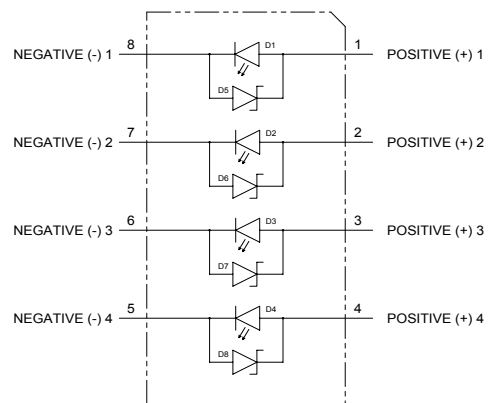 NEGATIVE (-) 1 8 D1 1 POSITIVE (+) 1
D5
NEGATIVE (-) 2 7 D2 2 POSITIVE (+) 2
D6
NEGATIVE (-) 3 6 D3 3 POSITIVE (+) 3
D7
NEGATIVE (-) 4 5 D4 4 POSITIVE (+) 4
D8